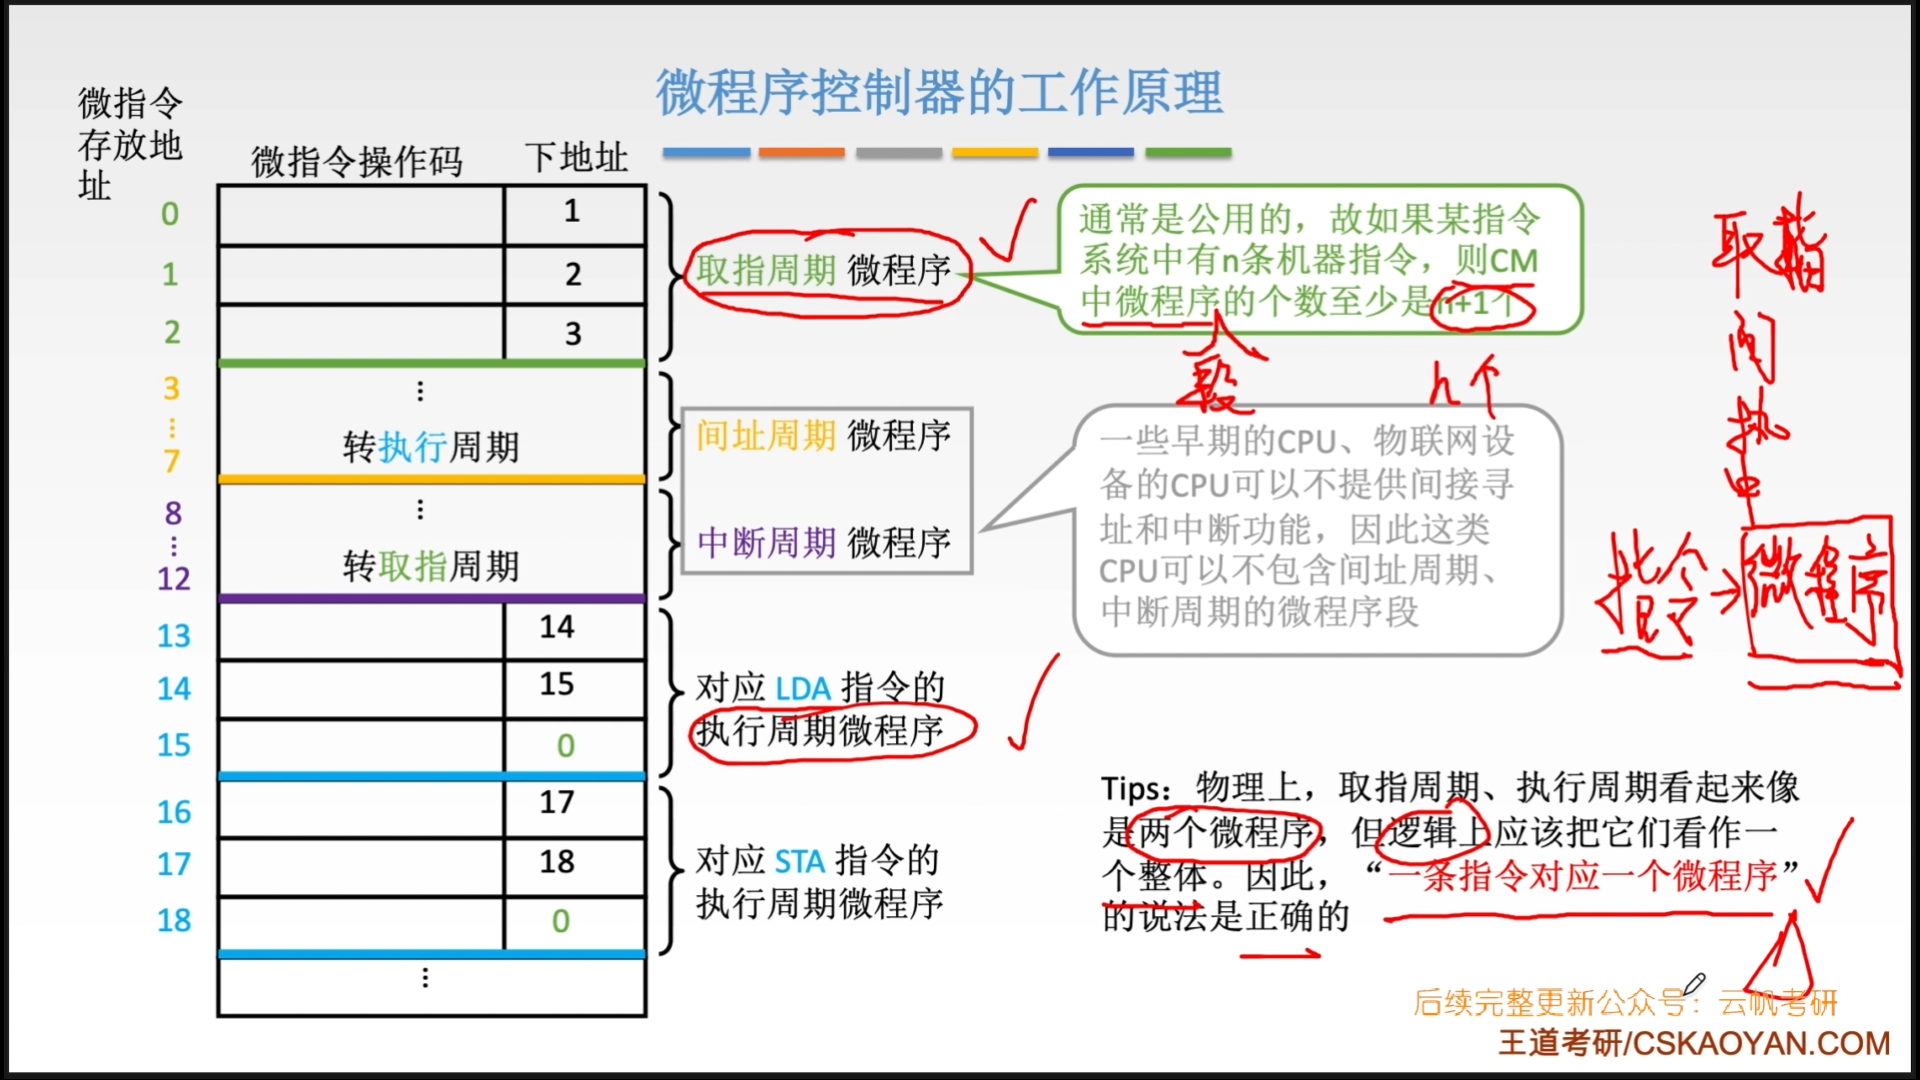 微程序控制器的工作原理
微指令
存放地
址
微指令操作码
下地址
0
1
1
2
2
3
取指周期 微程序
通常是公用的，故如果某指令
系统中有n条机器指令，则CM
中微程序的个数至少是n+1个
段
n个
3
⋮
7
⋮
转执行周期
间址周期 微程序
8
⋮
12
⋮
转取指周期
中断周期 微程序
一些早期的CPU、物联网设
备的CPU可以不提供间接寻
址和中断功能，因此这类
CPU可以不包含间址周期、
中断周期的微程序段
取指
间
执
中
指令→微程序
13
14
14
15
15
0
对应 LDA 指令的
执行周期微程序
16
17
17
18
18
0
对应 STA 指令的
执行周期微程序
⋮
Tips：物理上，取指周期、执行周期看起来像
是两个微程序，但逻辑上应该把它们看作一
个整体。因此，“一条指令对应一个微程序”
的说法是正确的
后续完整更新公众号：云帆考研
王道考研/CSKAOYAN.COM